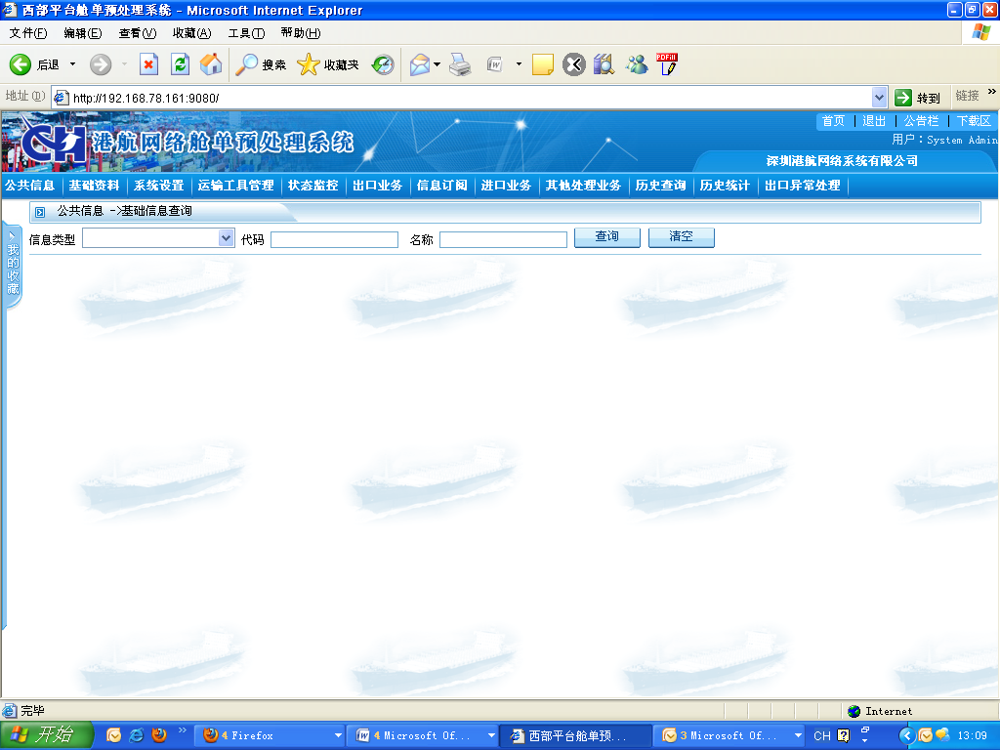 西部平台舱单预处理系统 - Microsoft Internet Explorer
文件(F) 编辑(E) 查看(V) 收藏(A) 工具(T) 帮助(H)
后退 搜索 收藏夹 PDFill
地址(D) http://192.168.78.161:9080/ 转到 链接 »
首页 | 退出 | 公告栏 | 下载区
CH 港航网络舱单预处理系统
用户：System Admin
深圳港航网络系统有限公司
公共信息 基础资料 系统设置 运输工具管理 状态监控 出口业务 信息订阅 进口业务 其他处理业务 历史查询 历史统计 出口异常处理
公共信息 ->基础信息查询
信息类型 代码 名称 查询 清空
我的收藏
完毕 Internet
开始 » 4 Firefox 4 Microsoft Of... 西部平台舱单预... 3 Microsoft Of... CH 13:09